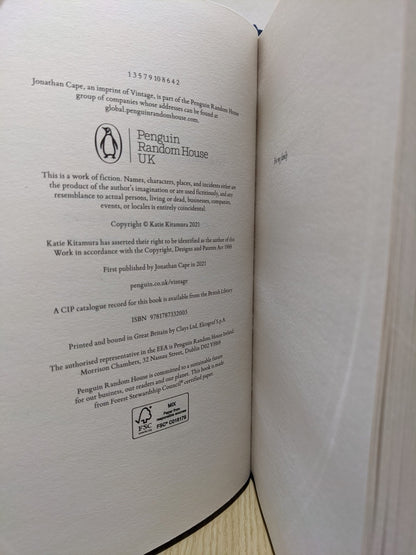 1 3 5 7 9 10 8 6 4 2
Jonathan Cape, an imprint of Vintage, is part of the Penguin Random House
group of companies whose addresses can be found at
global.penguinrandomhouse.com.
Penguin
Random House
UK
This is a work of fiction. Names, characters, places, and incidents either are
the product of the author's imagination or are used fictitiously, and any
resemblance to actual persons, living or dead, businesses, companies,
events, or locales is entirely coincidental.
Copyright © Katie Kitamura 2021
Katie Kitamura has asserted their right to be identified as the author of this
Work in accordance with the Copyright, Designs and Patents Act 1988
First published by Jonathan Cape in 2021
penguin.co.uk/vintage
A CIP catalogue record for this book is available from the British Library
ISBN 9781787332003
Printed and bound in Great Britain by Clays Ltd, Elcograf S.p.A.
The authorised representative in the EEA is Penguin Random House Ireland,
Morrison Chambers, 32 Nassau Street, Dublin D02 YH68
Penguin Random House is committed to a sustainable future
for our business, our readers and our planet. This book is made
from Forest Stewardship Council® certified paper.
FSC
MIX
Paper from
responsible sources
FSC® C018179
For my family